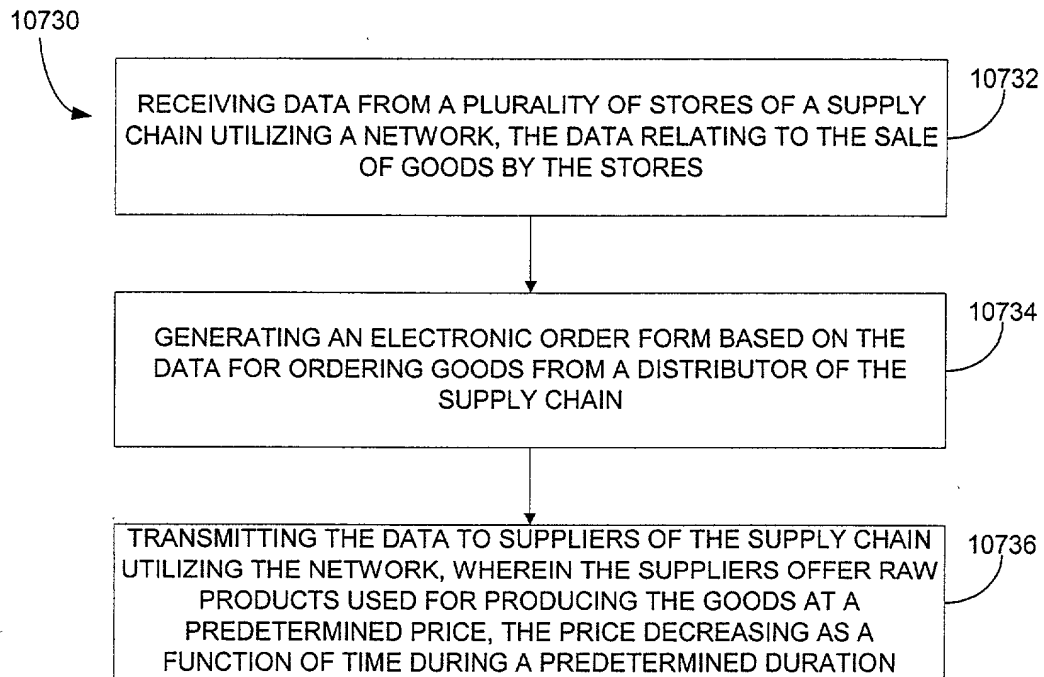 10730
10732
RECEIVING DATA FROM A PLURALITY OF STORES OF A SUPPLY
CHAIN UTILIZING A NETWORK, THE DATA RELATING TO THE SALE
OF GOODS BY THE STORES
10734
GENERATING AN ELECTRONIC ORDER FORM BASED ON THE
DATA FOR ORDERING GOODS FROM A DISTRIBUTOR OF THE
SUPPLY CHAIN
10736
TRANSMITTING THE DATA TO SUPPLIERS OF THE SUPPLY CHAIN
UTILIZING THE NETWORK, WHEREIN THE SUPPLIERS OFFER RAW
PRODUCTS USED FOR PRODUCING THE GOODS AT A
PREDETERMINED PRICE, THE PRICE DECREASING AS A
FUNCTION OF TIME DURING A PREDETERMINED DURATION